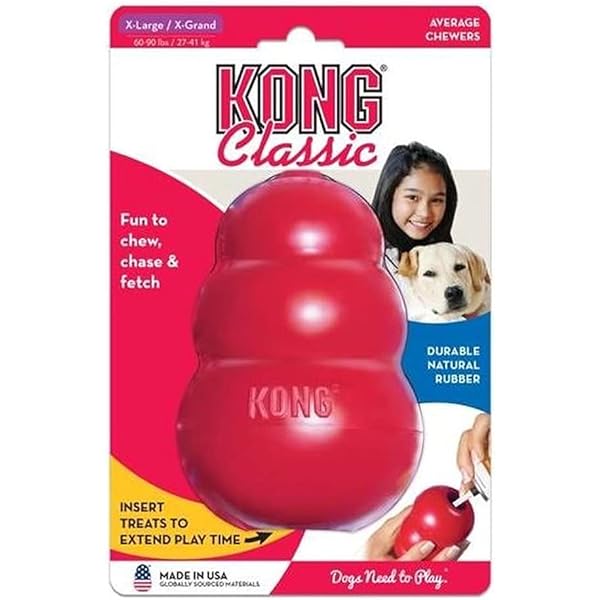 X-Large / X-Grand
60-90 lbs / 27-41 kg
AVERAGE
CHEWERS
KONG®
Classic
Fun to
chew,
chase &
fetch
DURABLE
NATURAL
RUBBER
KONG®
INSERT
TREATS TO
EXTEND PLAY TIME
MADE IN USA
GLOBALLY SOURCED MATERIALS
Dogs Need to Play.